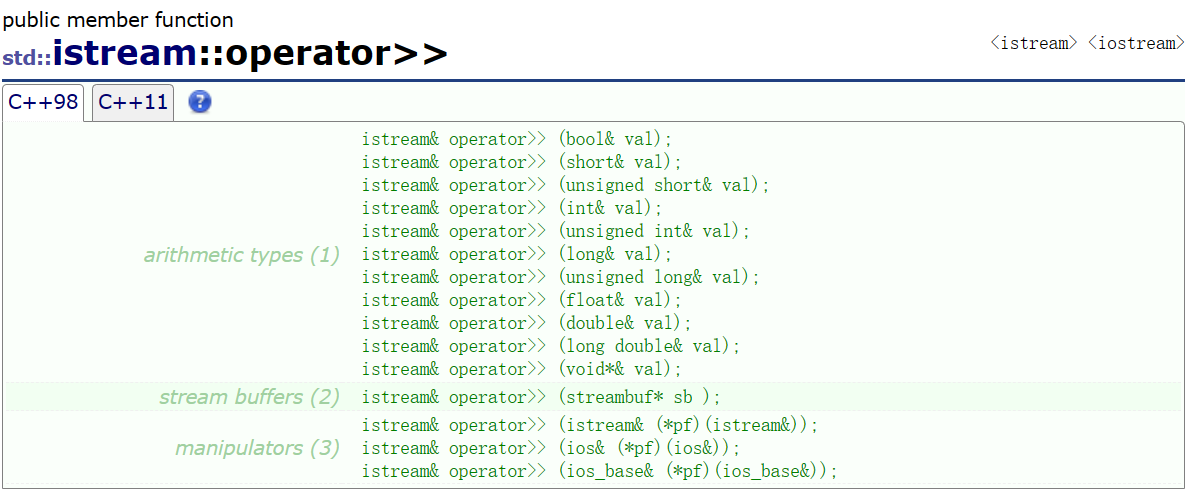 public member function
std::istream::operator>>
<istream> <iostream>
C++98 C++11 ?
arithmetic types (1)
istream& operator>> (bool& val);
istream& operator>> (short& val);
istream& operator>> (unsigned short& val);
istream& operator>> (int& val);
istream& operator>> (unsigned int& val);
istream& operator>> (long& val);
istream& operator>> (unsigned long& val);
istream& operator>> (float& val);
istream& operator>> (double& val);
istream& operator>> (long double& val);
istream& operator>> (void*& val);
stream buffers (2)
istream& operator>> (streambuf* sb );
manipulators (3)
istream& operator>> (istream& (*pf)(istream&));
istream& operator>> (ios& (*pf)(ios&));
istream& operator>> (ios_base& (*pf)(ios_base&));